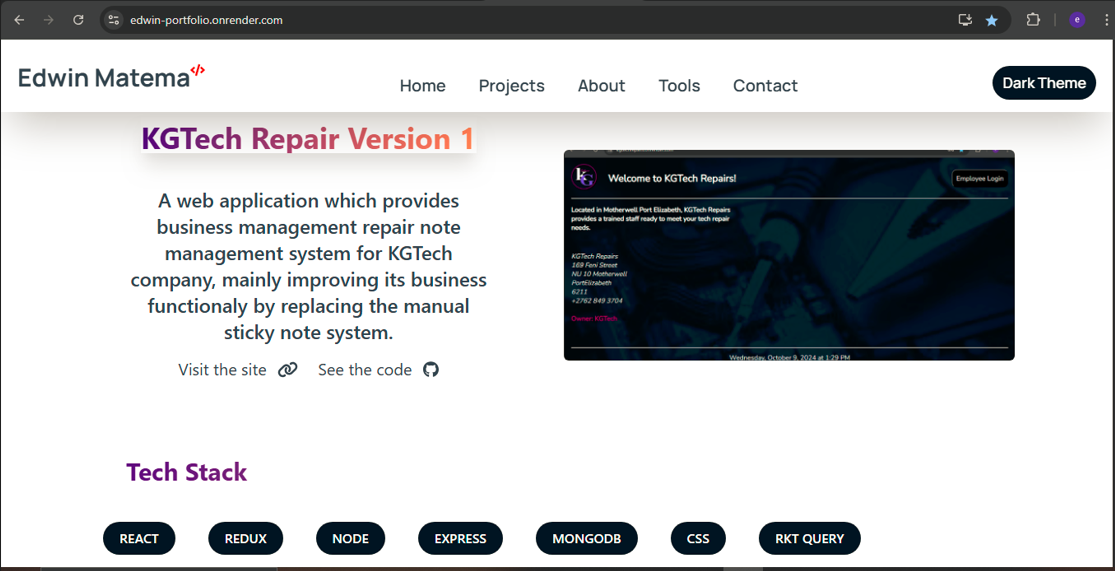 edwin-portfolio.onrender.com
e
Edwin Matema</>
Home Projects About Tools Contact
Dark Theme
KGTech Repair Version 1
A web application which provides
business management repair note
management system for KGTech
company, mainly improving its business
functionaly by replacing the manual
sticky note system.
Visit the site See the code
KG
Welcome to KGTech Repairs!
Employee Login
Located in Motherwell Port Elizabeth, KGTech Repairs
provides a trained staff ready to meet your tech repair
needs.
KGTech Repairs
169 Feni Street
NU 10 Motherwell
PortElizabeth
6211
+2762 849 3704
Owner: KGTech
Wednesday, October 9, 2024 at 1:29 PM
Tech Stack
REACT REDUX NODE EXPRESS MONGODB CSS RKT QUERY